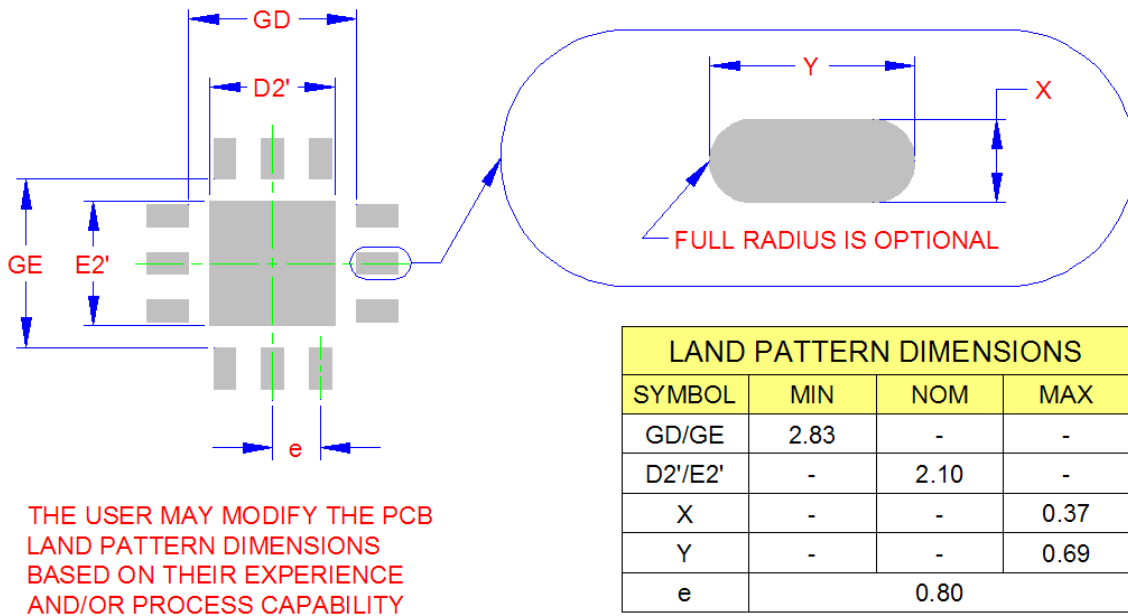 GD
D2'
GE
E2'
e
Y
X
FULL RADIUS IS OPTIONAL
THE USER MAY MODIFY THE PCB
LAND PATTERN DIMENSIONS
BASED ON THEIR EXPERIENCE
AND/OR PROCESS CAPABILITY
LAND PATTERN DIMENSIONS
SYMBOL MIN NOM MAX
GD/GE 2.83 - -
D2'/E2' - 2.10 -
X - - 0.37
Y - - 0.69
e 0.80